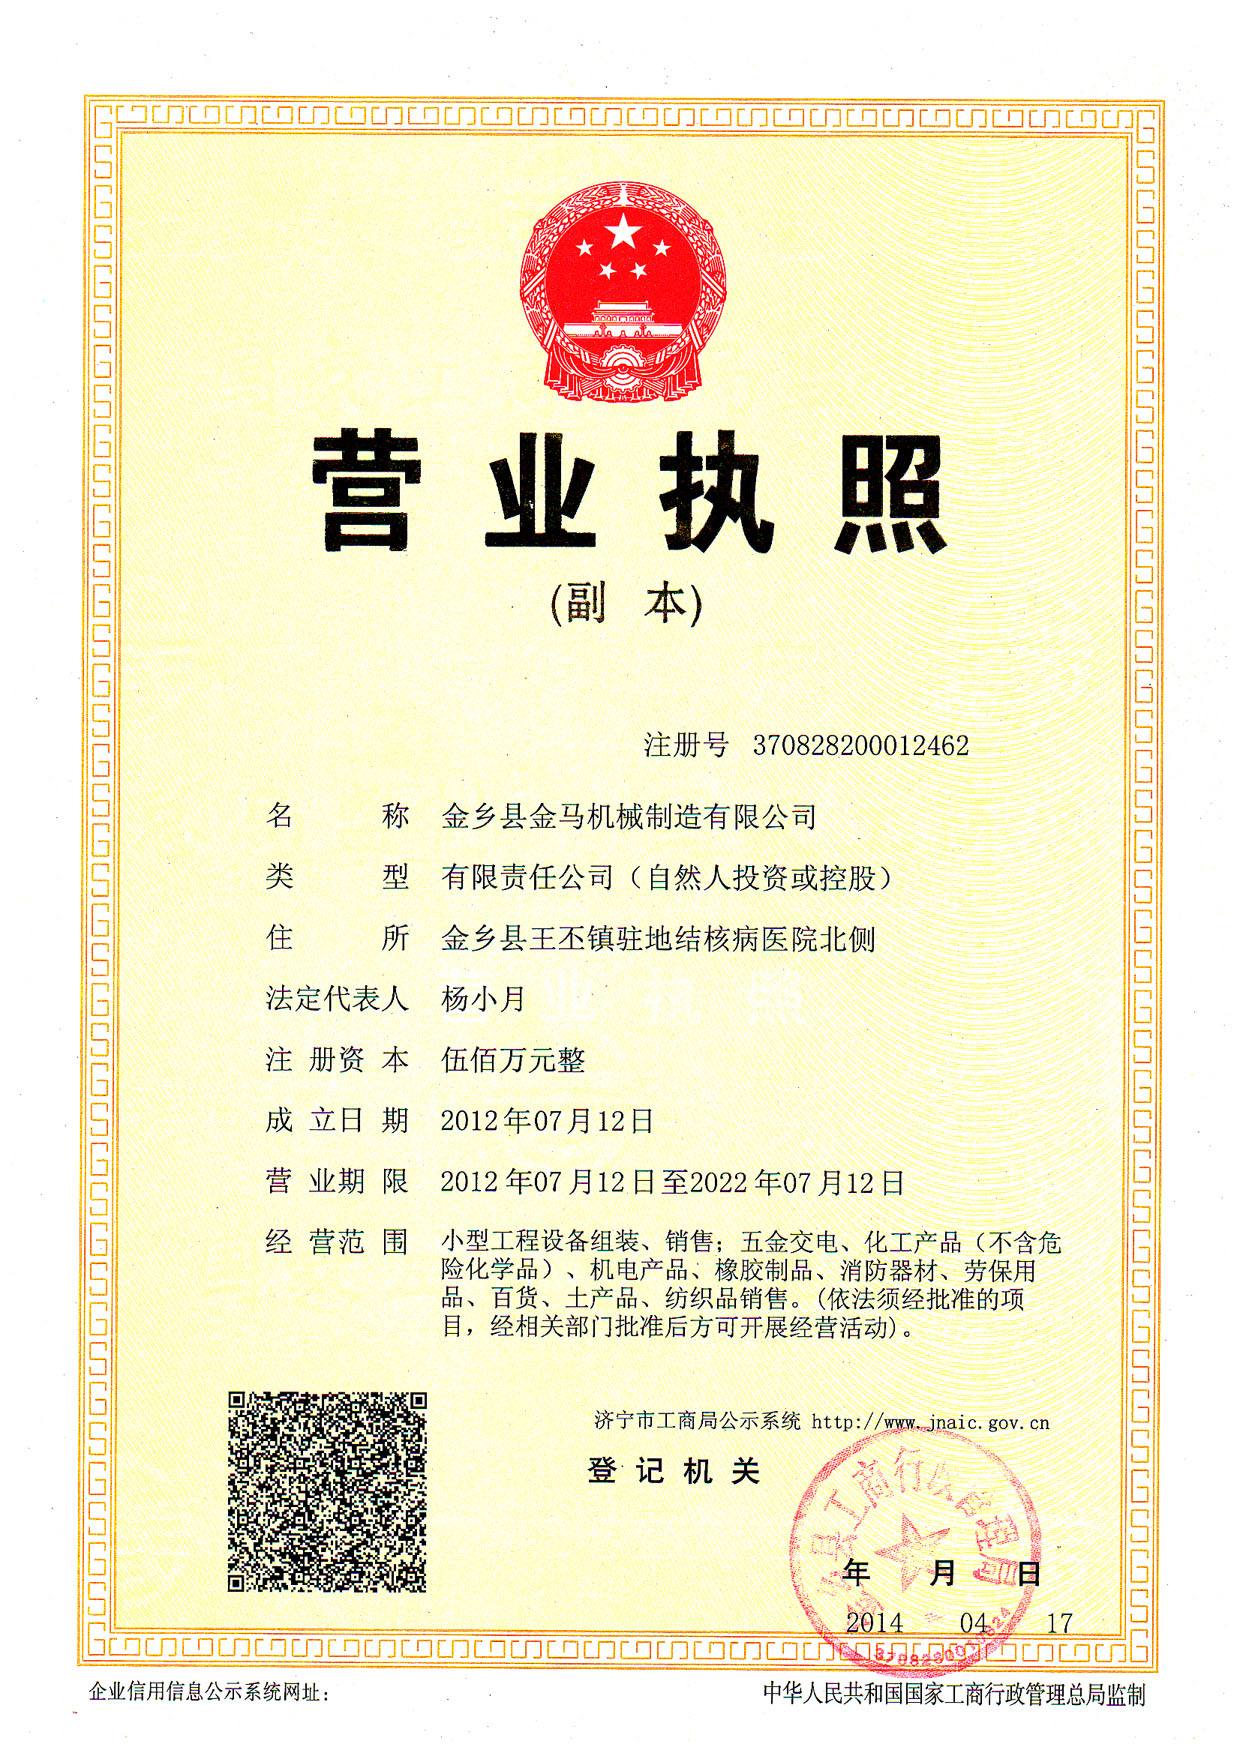 营业执照
(副 本)
注册号 370828200012462
名称 金乡县金马机械制造有限公司
类型 有限责任公司（自然人投资或控股）
住所 金乡县王丕镇驻地结核病医院北侧
法定代表人 杨小月
注册资本 伍佰万元整
成立日期 2012年07月12日
营业期限 2012年07月12日至2022年07月12日
经营范围 小型工程设备组装、销售；五金交电、化工产品（不含危
险化学品）、机电产品、橡胶制品、消防器材、劳保用
品、百货、土产品、纺织品销售。(依法须经批准的项
目，经相关部门批准后方可开展经营活动)。
济宁市工商局公示系统 http://www.jnaic.gov.cn
登记机关
年 月 日
2014 04 17
企业信用信息公示系统网址：
中华人民共和国国家工商行政管理总局监制